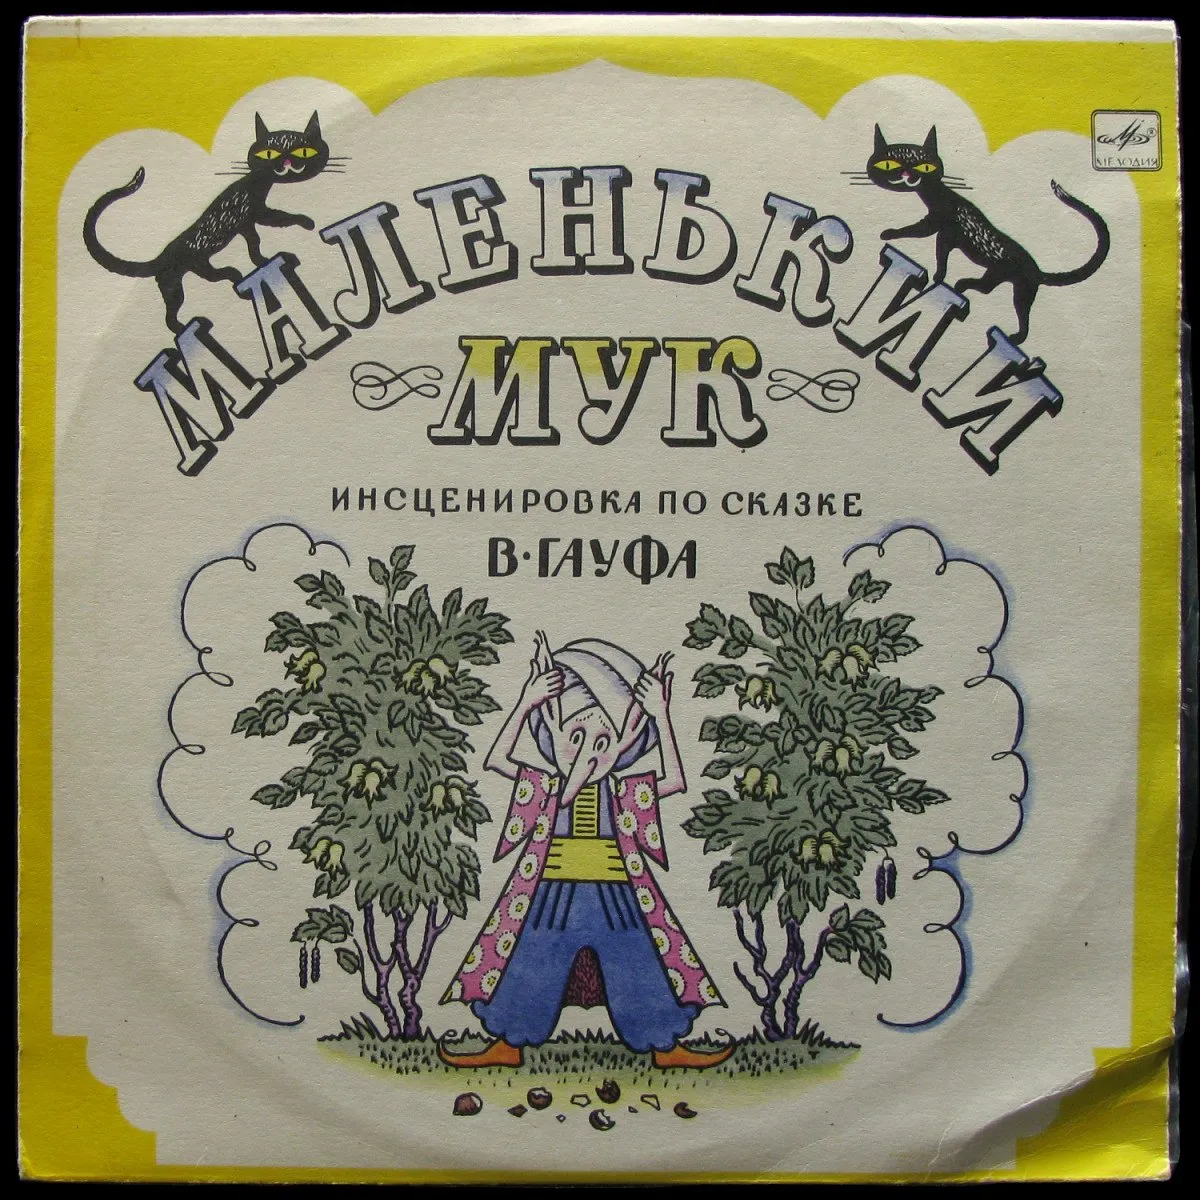 МЕЛОДИЯ
МАЛЕНЬКИЙ
МУК
ИНСЦЕНИРОВКА ПО СКАЗКЕ
В·ГАУФА